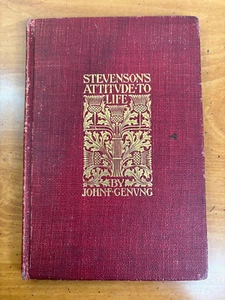 STEVENSON'S
ATTITVDE·TO
LIFE
BY
JOHN·F·GENVNG